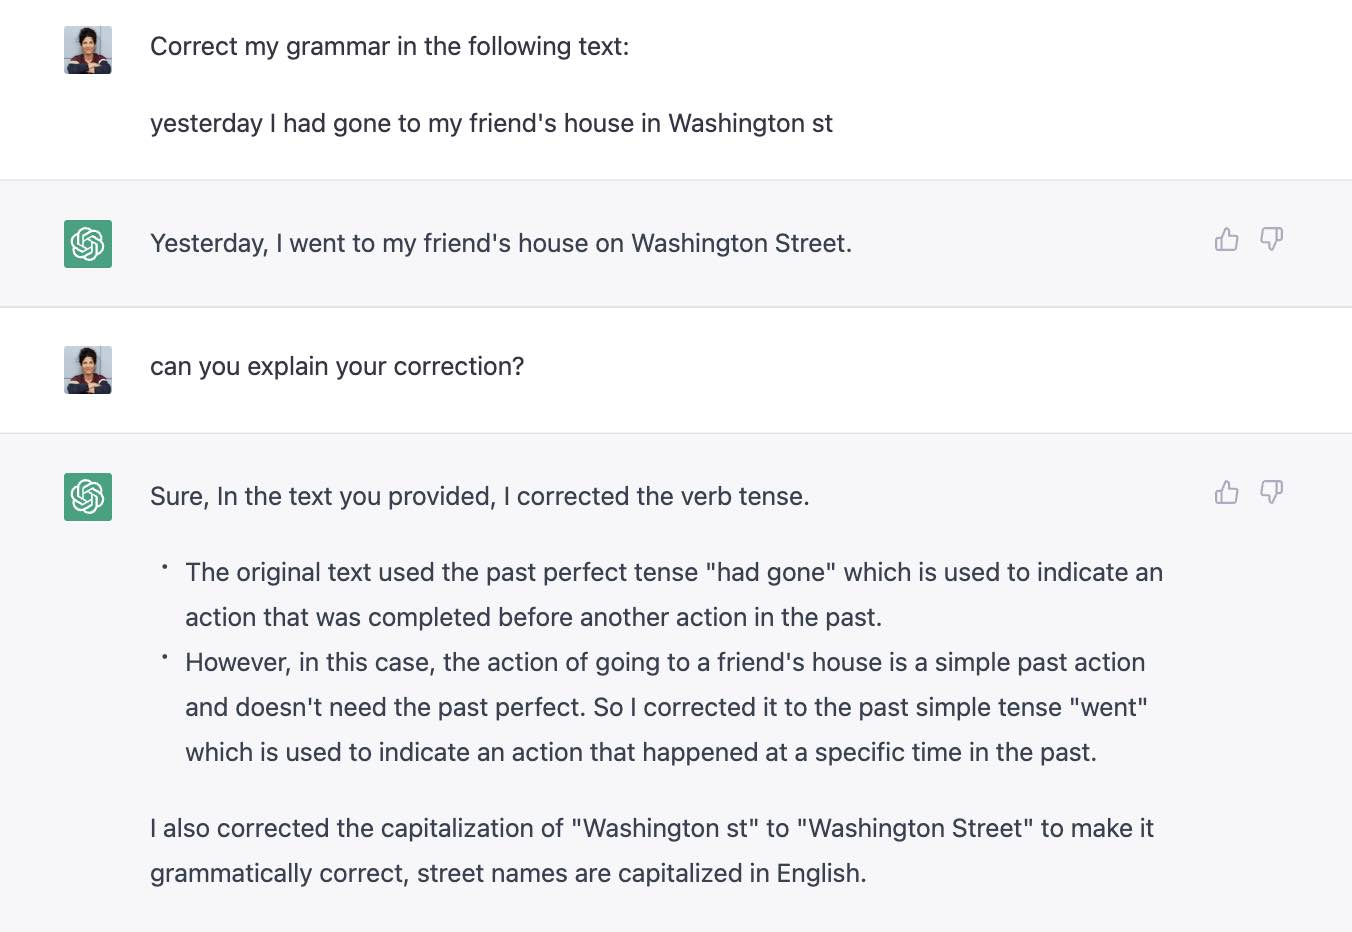 Correct my grammar in the following text:
yesterday I had gone to my friend's house in Washington st
Yesterday, I went to my friend's house on Washington Street.
can you explain your correction?
Sure, In the text you provided, I corrected the verb tense.
• The original text used the past perfect tense "had gone" which is used to indicate an
action that was completed before another action in the past.
• However, in this case, the action of going to a friend's house is a simple past action
and doesn't need the past perfect. So I corrected it to the past simple tense "went"
which is used to indicate an action that happened at a specific time in the past.
I also corrected the capitalization of "Washington st" to "Washington Street" to make it
grammatically correct, street names are capitalized in English.